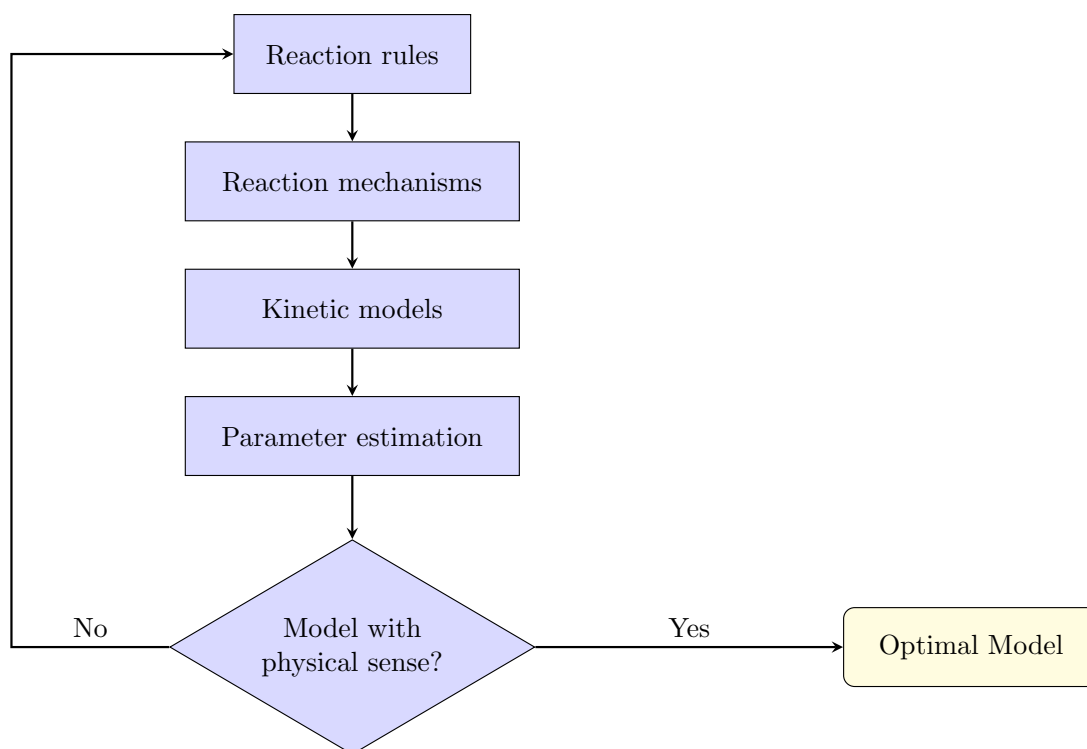 Reaction rules
Reaction mechanisms
Kinetic models
Parameter estimation
No
Model with
physical sense?
Yes
Optimal Model